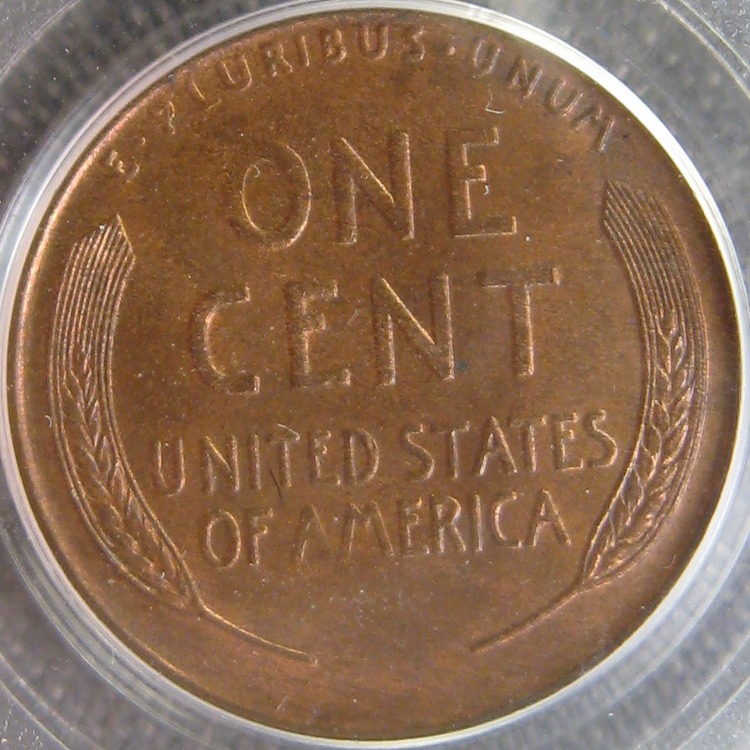 E·PLURIBUS·UNUM
ONE
CENT
UNITED STATES
OF AMERICA